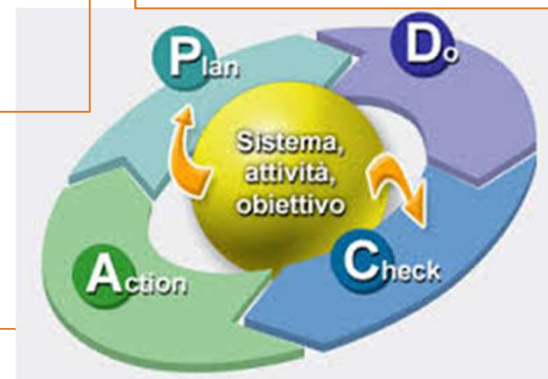 Plan
Do
Sistema,
attività,
obiettivo
Action
Check